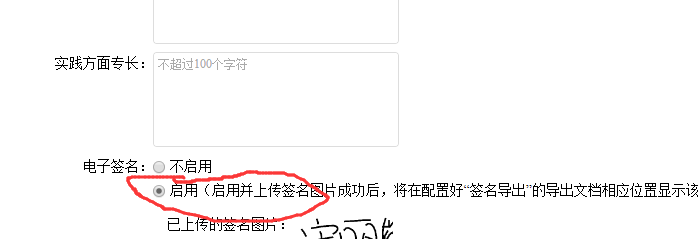 实践方面专长：
不超过100个字符
电子签名： 不启用
启用（启用并上传签名图片成功后，将在配置好“签名导出”的导出文档相应位置显示该
已上传的签名图片：